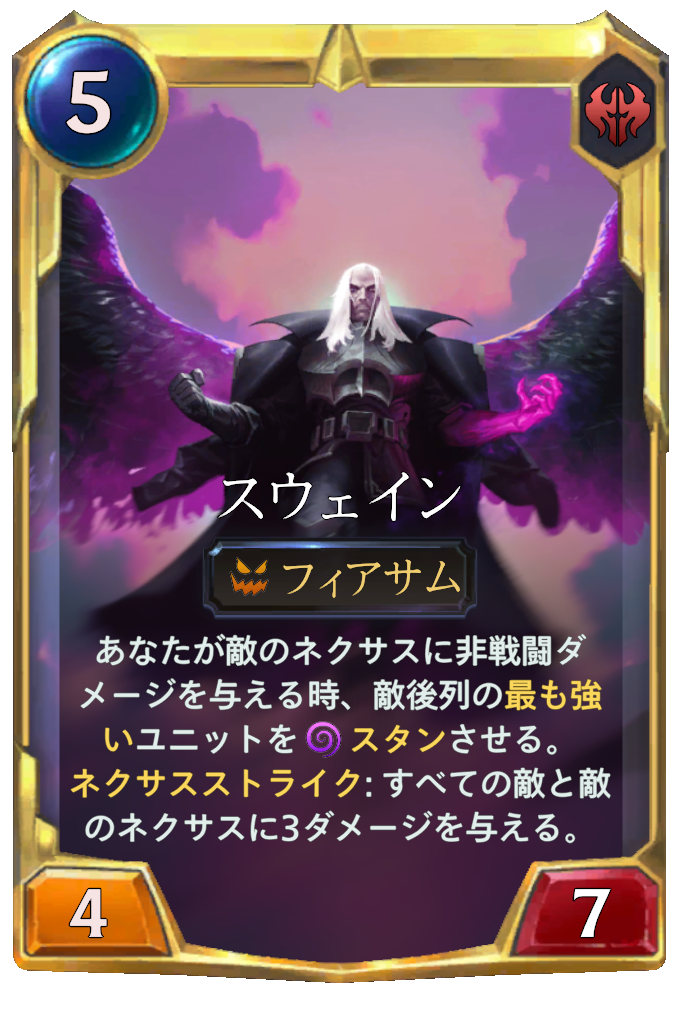 5
スウェイン
フィアサム
あなたが敵のネクサスに非戦闘ダ
メージを与える時、敵後列の最も強
いユニットを スタンさせる。
ネクサスストライク: すべての敵と敵
のネクサスに3ダメージを与える。
4
7